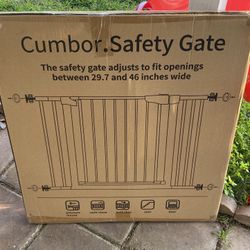 Cumbor.Safety Gate
The safety gate adjusts to fit openings
between 29.7 and 46 inches wide